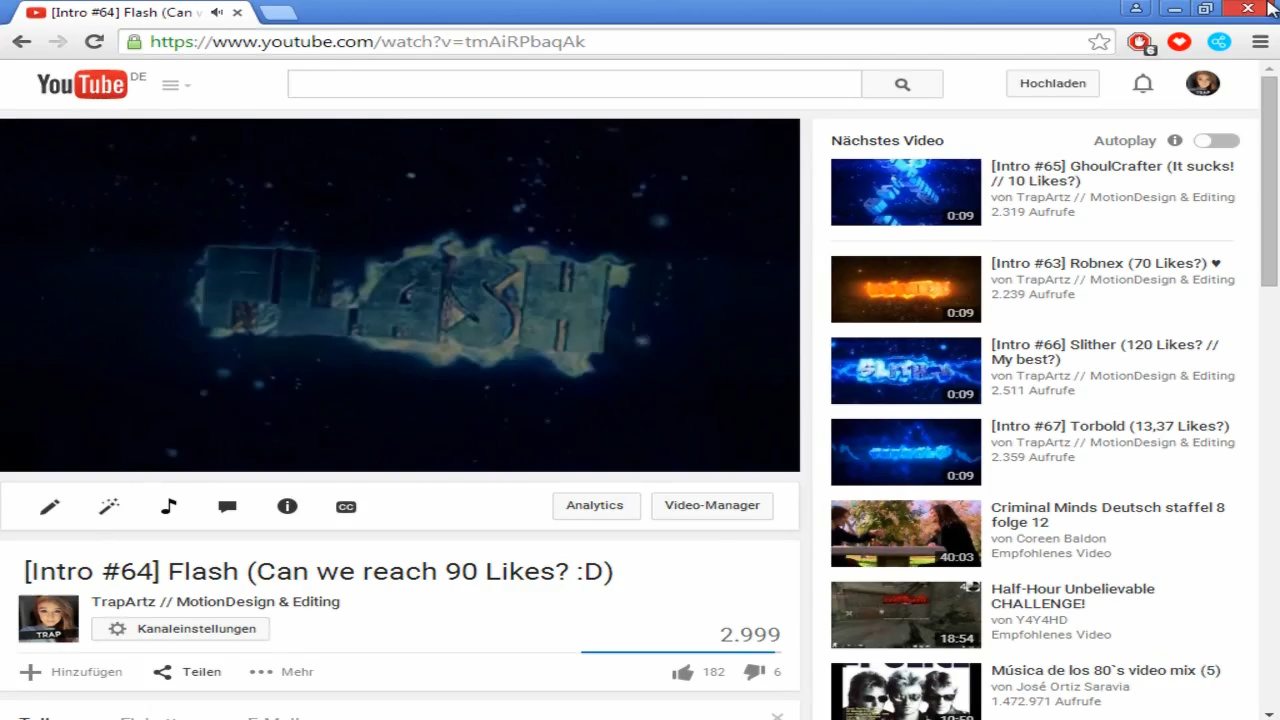 [Intro #64] Flash (Can
https://www.youtube.com/watch?v=tmAiRPbaqAk
6
YouTube DE
Hochladen
TRAP
FLASH
Nächstes Video
Autoplay
[Intro #65] GhoulCrafter (It sucks!
// 10 Likes?)
von TrapArtz // MotionDesign & Editing
2.319 Aufrufe
0:09
[Intro #63] Robnex (70 Likes?) ♥
von TrapArtz // MotionDesign & Editing
2.239 Aufrufe
0:09
[Intro #66] Slither (120 Likes? //
My best?)
von TrapArtz // MotionDesign & Editing
2.511 Aufrufe
0:09
[Intro #67] Torbold (13,37 Likes?)
von TrapArtz // MotionDesign & Editing
2.359 Aufrufe
0:09
Criminal Minds Deutsch staffel 8
folge 12
von Coreen Baldon
Empfohlenes Video
40:03
Half-Hour Unbelievable
CHALLENGE!
von Y4Y4HD
Empfohlenes Video
18:54
Música de los 80`s video mix (5)
von José Ortiz Saravia
1.472.971 Aufrufe
CC
Analytics
Video-Manager
[Intro #64] Flash (Can we reach 90 Likes? :D)
TRAP
TrapArtz // MotionDesign & Editing
Kanaleinstellungen
2.999
Hinzufügen
Teilen
Mehr
182
6